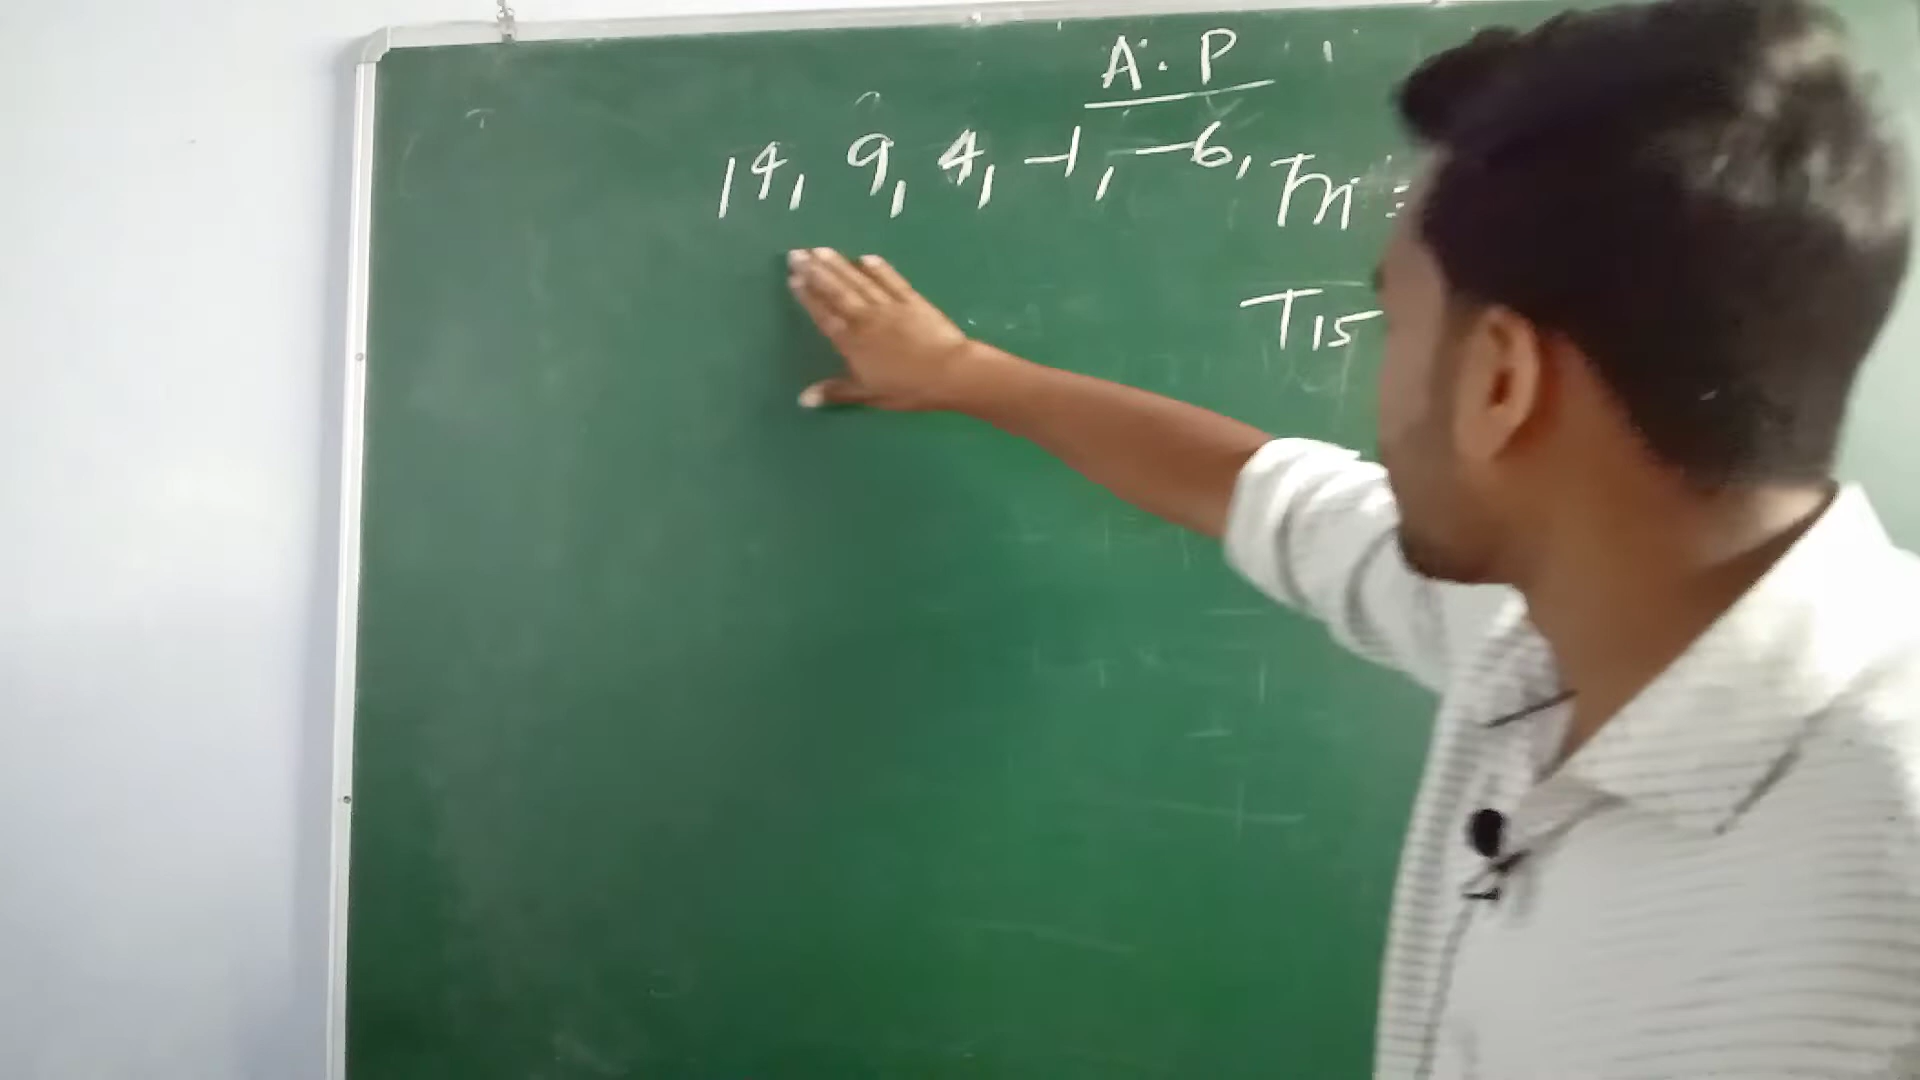 A.P
14, 9, 4, -1, -6, Tn =
T15